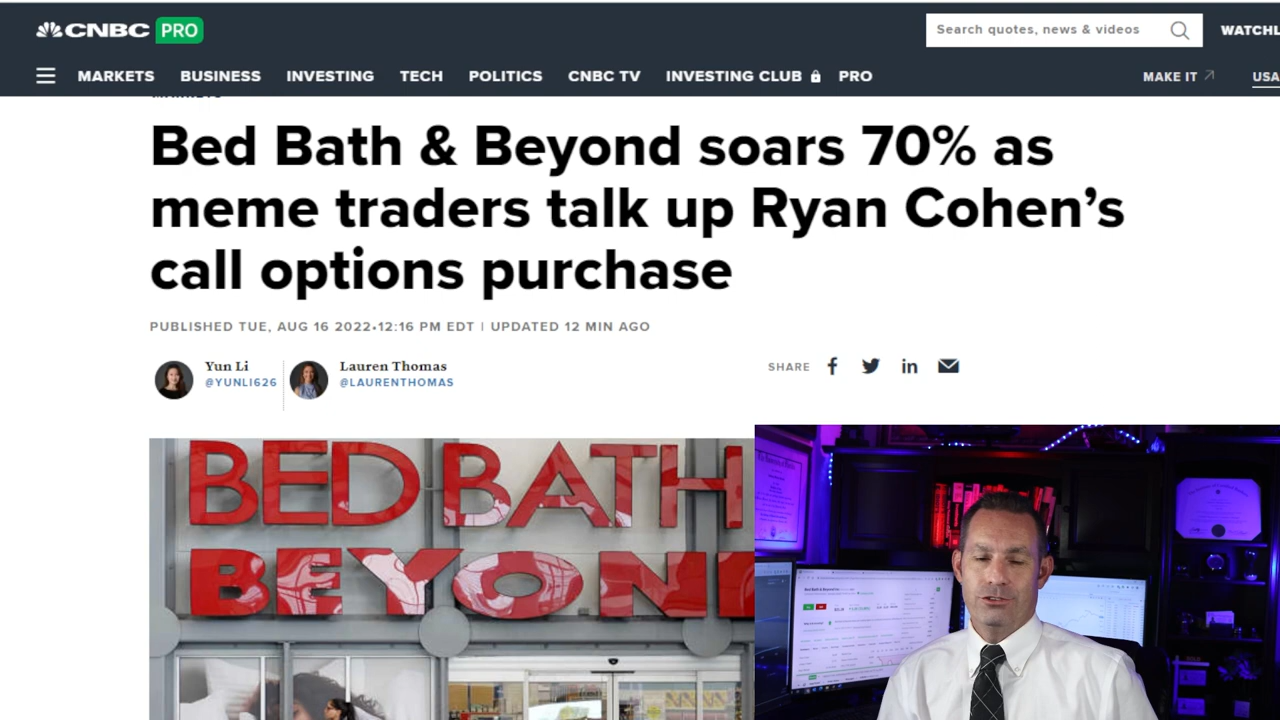 CNBC PRO
Search quotes, news & videos
WATCHL
MARKETS BUSINESS INVESTING TECH POLITICS CNBC TV INVESTING CLUB PRO
MAKE IT USA
Bed Bath & Beyond soars 70% as
meme traders talk up Ryan Cohen’s
call options purchase
PUBLISHED TUE, AUG 16 2022•12:16 PM EDT | UPDATED 12 MIN AGO
Yun Li
@YUNLI626
Lauren Thomas
@LAURENTHOMAS
SHARE
BED BATH
BEYON